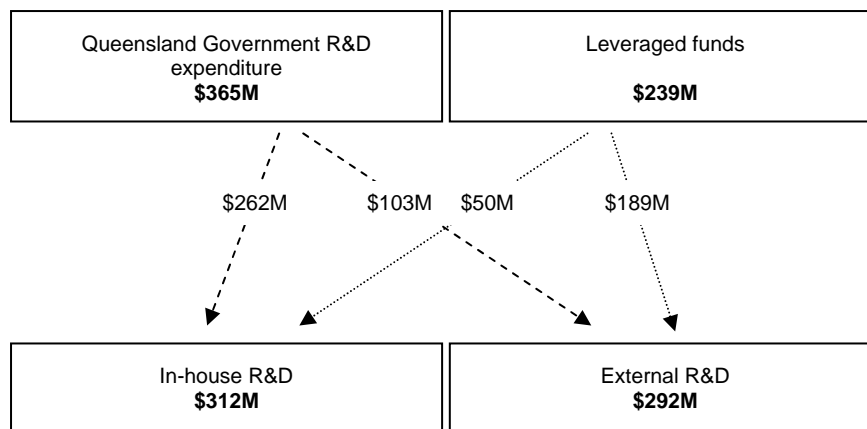 Queensland Government R&D
expenditure
$365M
Leveraged funds
$239M
$262M
$103M
$50M
$189M
In-house R&D
$312M
External R&D
$292M